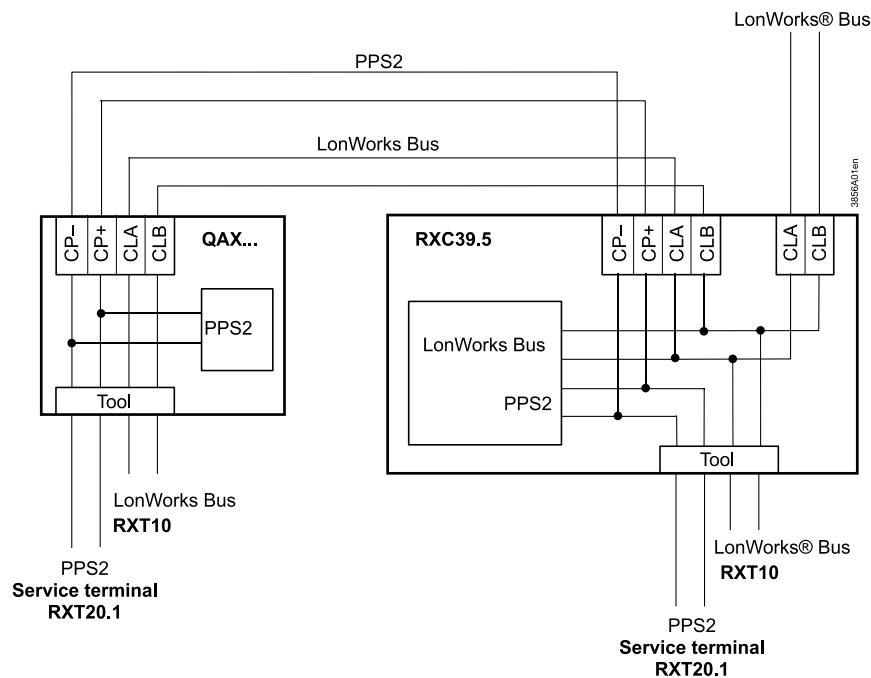 LonWorks® Bus
PPS2
LonWorks Bus
3856A01en
CP–
CP+
CLA
CLB
QAX...
PPS2
Tool
LonWorks Bus
RXT10
PPS2
Service terminal
RXT20.1
RXC39.5
CP–
CP+
CLA
CLB
CLA
CLB
LonWorks Bus
PPS2
Tool
LonWorks® Bus
RXT10
PPS2
Service terminal
RXT20.1